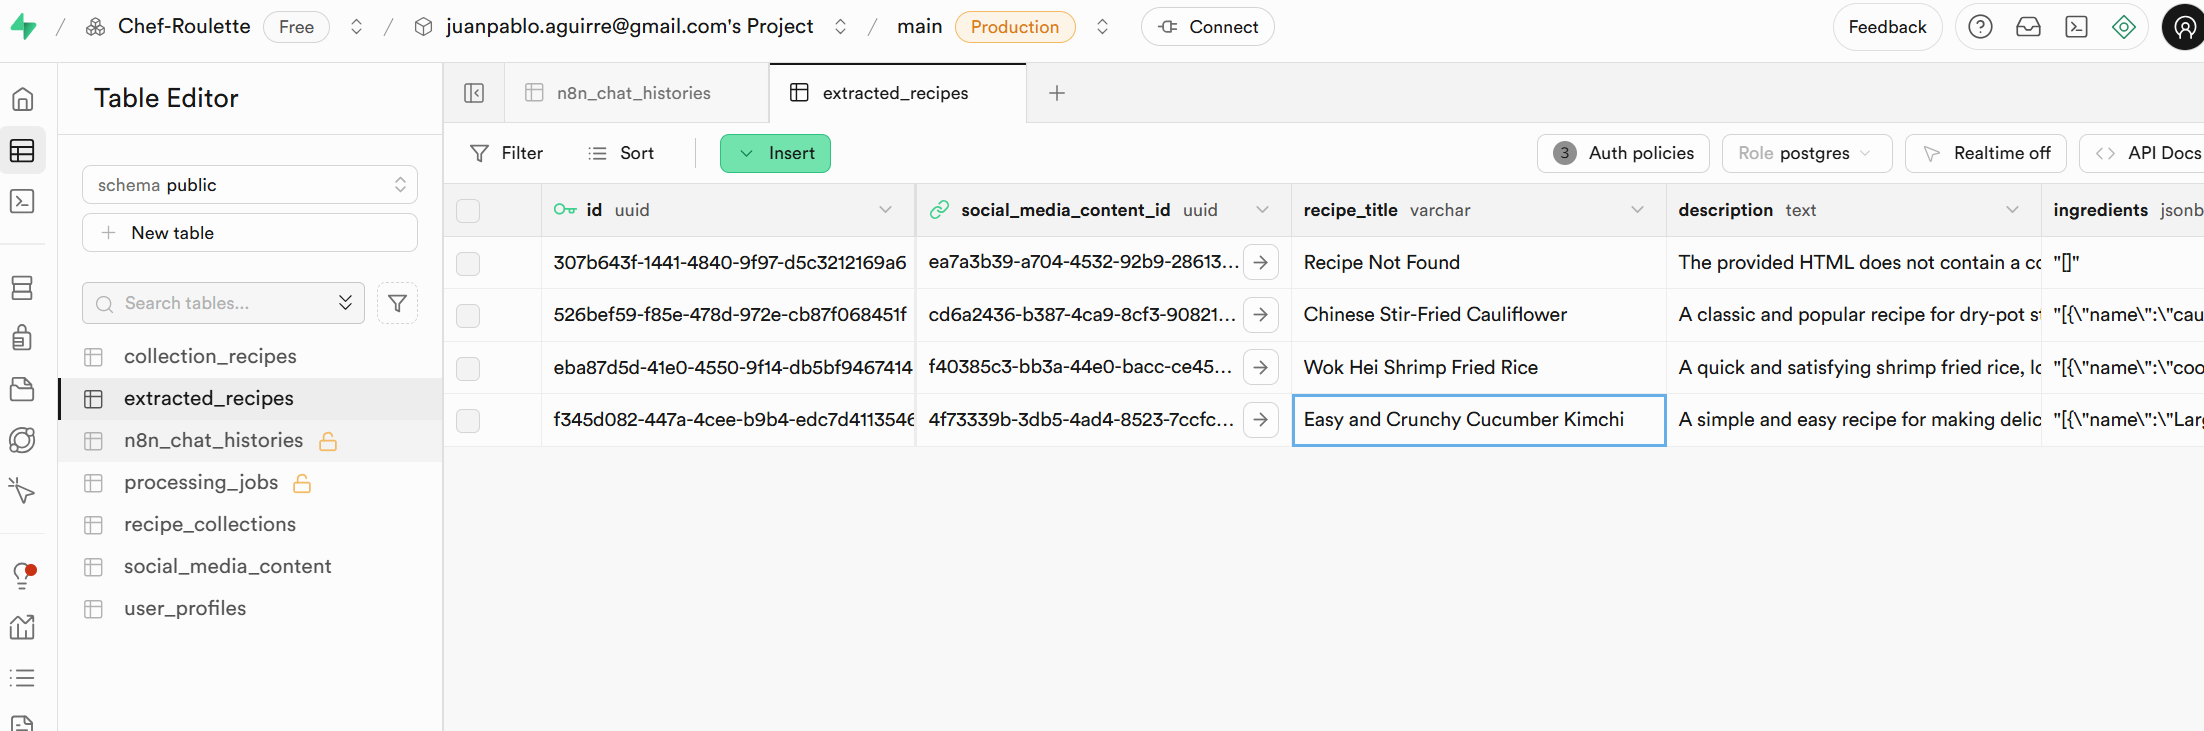 Chef-Roulette Free juanpablo.aguirre@gmail.com's Project main Production Connect Feedback
Table Editor
schema public
New table
Search tables...
collection_recipes
extracted_recipes
n8n_chat_histories
processing_jobs
recipe_collections
social_media_content
user_profiles
n8n_chat_histories extracted_recipes
Filter Sort Insert 3 Auth policies Role postgres Realtime off API Docs
id uuid social_media_content_id uuid recipe_title varchar description text ingredients jsonb
307b643f-1441-4840-9f97-d5c3212169a6 ea7a3b39-a704-4532-92b9-28613... Recipe Not Found The provided HTML does not contain a cc "[]"
526bef59-f85e-478d-972e-cb87f068451f cd6a2436-b387-4ca9-8cf3-90821... Chinese Stir-Fried Cauliflower A classic and popular recipe for dry-pot st "[{\"name\":\"cau
eba87d5d-41e0-4550-9f14-db5bf9467414 f40385c3-bb3a-44e0-bacc-ce45... Wok Hei Shrimp Fried Rice A quick and satisfying shrimp fried rice, lo "[{\"name\":\"coo
f345d082-447a-4cee-b9b4-edc7d4113546 4f73339b-3db5-4ad4-8523-7ccfc... Easy and Crunchy Cucumber Kimchi A simple and easy recipe for making delic "[{\"name\":\"Larg